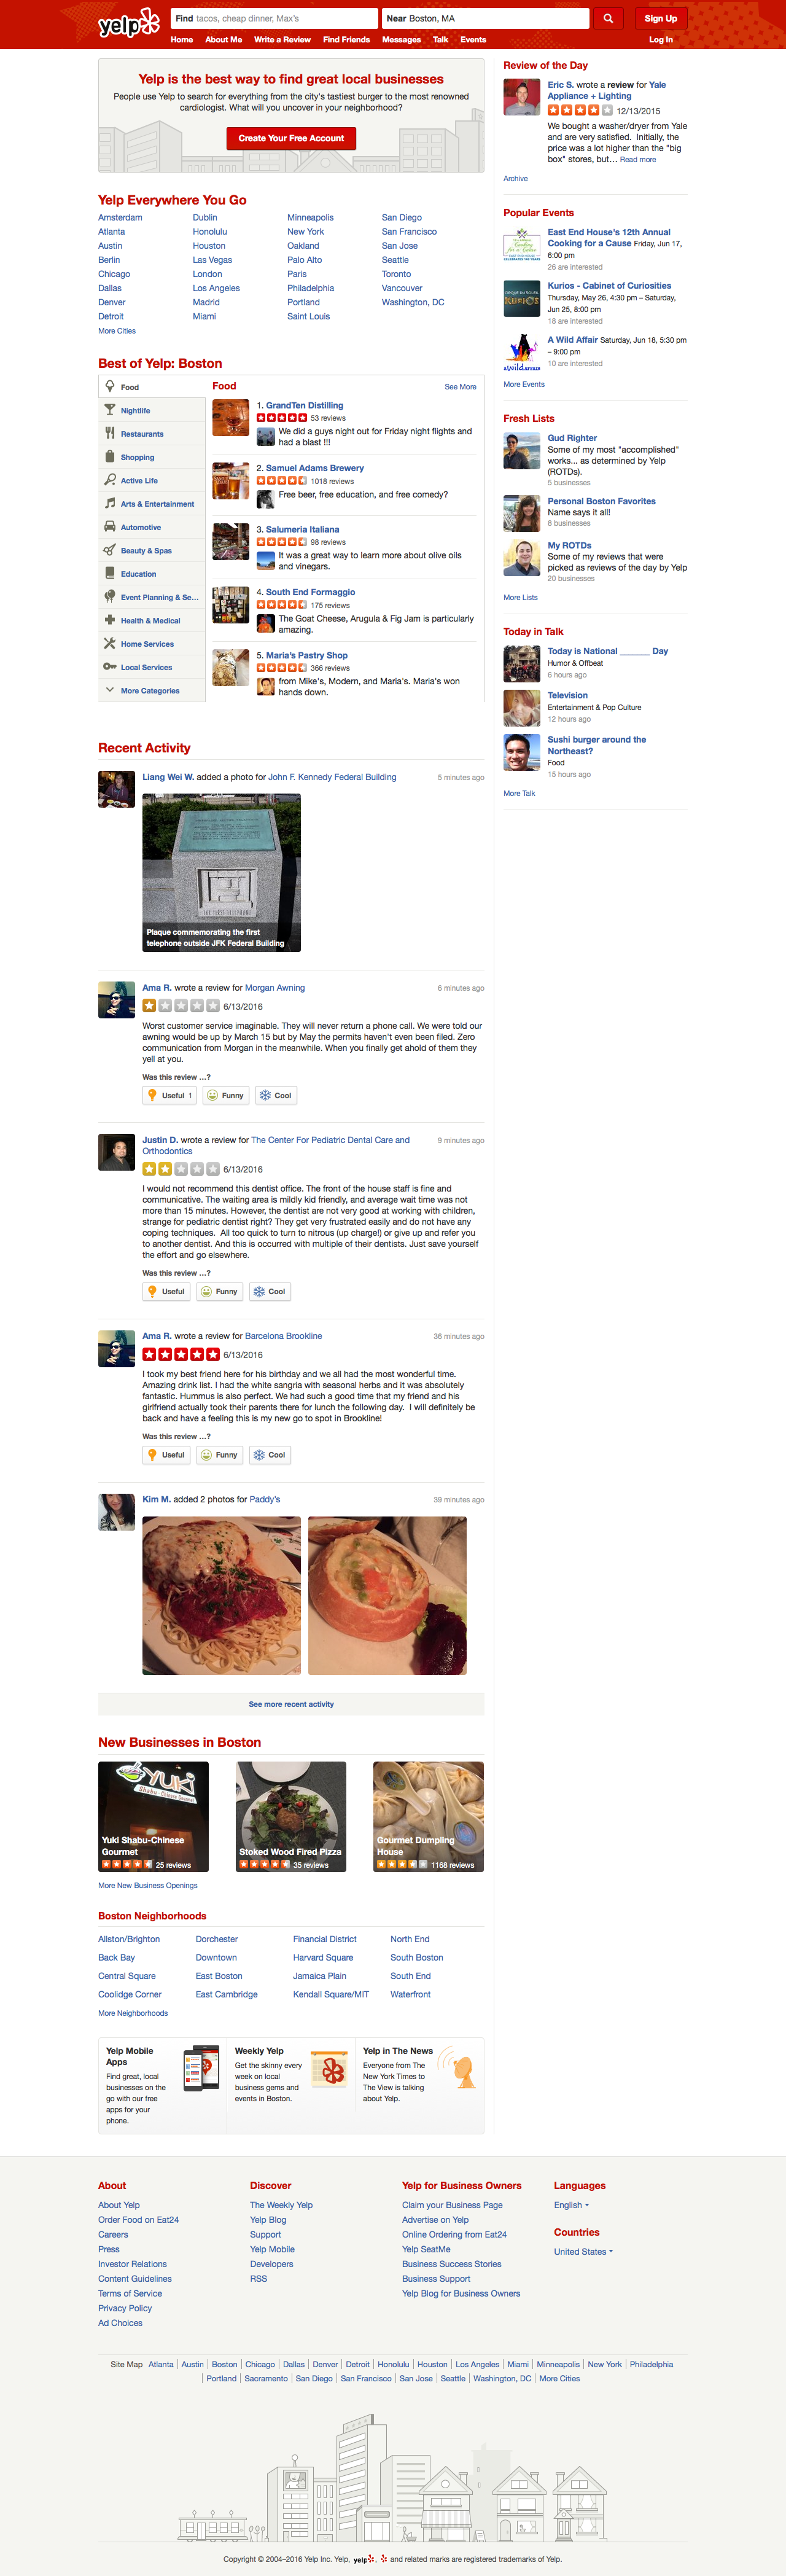 yelp
Find tacos, cheap dinner, Max's
Near Boston, MA
Sign Up
Home About Me Write a Review Find Friends Messages Talk Events
Log In
Yelp is the best way to find great local businesses
People use Yelp to search for everything from the city's tastiest burger to the most renowned
cardiologist. What will you uncover in your neighborhood?
Create Your Free Account
Yelp Everywhere You Go
Amsterdam Dublin Minneapolis San Diego
Atlanta Honolulu New York San Francisco
Austin Houston Oakland San Jose
Berlin Las Vegas Palo Alto Seattle
Chicago London Paris Toronto
Dallas Los Angeles Philadelphia Vancouver
Denver Madrid Portland Washington, DC
Detroit Miami Saint Louis
More Cities
Best of Yelp: Boston
Food
Nightlife
Restaurants
Shopping
Active Life
Arts & Entertainment
Automotive
Beauty & Spas
Education
Event Planning & Se...
Health & Medical
Home Services
Local Services
More Categories
Food
See More
1. GrandTen Distilling
53 reviews
We did a guys night out for Friday night flights and
had a blast !!!
2. Samuel Adams Brewery
1018 reviews
Free beer, free education, and free comedy?
3. Salumeria Italiana
98 reviews
It was a great way to learn more about olive oils
and vinegars.
4. South End Formaggio
175 reviews
The Goat Cheese, Arugula & Fig Jam is particularly
amazing.
5. Maria's Pastry Shop
366 reviews
from Mike's, Modern, and Maria's. Maria's won
hands down.
Recent Activity
Liang Wei W. added a photo for John F. Kennedy Federal Building
5 minutes ago
Plaque commemorating the first
telephone outside JFK Federal Building
Ama R. wrote a review for Morgan Awning
6 minutes ago
6/13/2016
Worst customer service imaginable. They will never return a phone call. We were told our
awning would be up by March 15 but by May the permits haven't even been filed. Zero
communication from Morgan in the meanwhile. When you finally get ahold of them they
yell at you.
Was this review ...?
Useful 1 Funny Cool
Justin D. wrote a review for The Center For Pediatric Dental Care and
Orthodontics
9 minutes ago
6/13/2016
I would not recommend this dentist office. The front of the house staff is fine and
communicative. The waiting area is mildly kid friendly, and average wait time was not
more than 15 minutes. However, the dentist are not very good at working with children,
strange for pediatric dentist right? They get very frustrated easily and do not have any
coping techniques. All too quick to turn to nitrous (up charge!) or give up and refer you
to another dentist. And this is occurred with multiple of their dentists. Just save yourself
the effort and go elsewhere.
Was this review ...?
Useful Funny Cool
Ama R. wrote a review for Barcelona Brookline
36 minutes ago
6/13/2016
I took my best friend here for his birthday and we all had the most wonderful time.
Amazing drink list. I had the white sangria with seasonal herbs and it was absolutely
fantastic. Hummus is also perfect. We had such a good time that my friend and his
girlfriend actually took their parents there for lunch the following day. I will definitely be
back and have a feeling this is my new go to spot in Brookline!
Was this review ...?
Useful Funny Cool
Kim M. added 2 photos for Paddy's
39 minutes ago
See more recent activity
New Businesses in Boston
YUKI
Yuki Shabu-Chinese
Gourmet
25 reviews
Stoked Wood Fired Pizza
35 reviews
Gourmet Dumpling
House
1168 reviews
More New Business Openings
Boston Neighborhoods
Allston/Brighton Dorchester Financial District North End
Back Bay Downtown Harvard Square South Boston
Central Square East Boston Jamaica Plain South End
Coolidge Corner East Cambridge Kendall Square/MIT Waterfront
More Neighborhoods
Yelp Mobile
Apps
Find great, local
businesses on the
go with our free
apps for your
phone.
Weekly Yelp
Get the skinny every
week on local
business gems and
events in Boston.
Yelp in The News
Everyone from The
New York Times to
The View is talking
about Yelp.
Review of the Day
Eric S. wrote a review for Yale
Appliance + Lighting
12/13/2015
We bought a washer/dryer from Yale
and are very satisfied. Initially, the
price was a lot higher than the "big
box" stores, but... Read more
Archive
Popular Events
East End House's 12th Annual
Cooking for a Cause Friday, Jun 17,
6:00 pm
26 are interested
Kurios - Cabinet of Curiosities
Thursday, May 26, 4:30 pm – Saturday,
Jun 25, 8:00 pm
18 are interested
A Wild Affair Saturday, Jun 18, 5:30 pm
– 9:00 pm
10 are interested
More Events
Fresh Lists
Gud Righter
Some of my most "accomplished"
works... as determined by Yelp
(ROTDs).
5 businesses
Personal Boston Favorites
Name says it all!
8 businesses
My ROTDs
Some of my reviews that were
picked as reviews of the day by Yelp
20 businesses
More Lists
Today in Talk
Today is National _______ Day
Humor & Offbeat
6 hours ago
Television
Entertainment & Pop Culture
12 hours ago
Sushi burger around the
Northeast?
Food
15 hours ago
More Talk
About
About Yelp
Order Food on Eat24
Careers
Press
Investor Relations
Content Guidelines
Terms of Service
Privacy Policy
Ad Choices
Discover
The Weekly Yelp
Yelp Blog
Support
Yelp Mobile
Developers
RSS
Yelp for Business Owners
Claim your Business Page
Advertise on Yelp
Online Ordering from Eat24
Yelp SeatMe
Business Success Stories
Business Support
Yelp Blog for Business Owners
Languages
English
Countries
United States
Site Map Atlanta | Austin | Boston | Chicago | Dallas | Denver | Detroit | Honolulu | Houston | Los Angeles | Miami | Minneapolis | New York | Philadelphia
| Portland | Sacramento | San Diego | San Francisco | San Jose | Seattle | Washington, DC | More Cities
Copyright © 2004–2016 Yelp Inc. Yelp, yelp, and related marks are registered trademarks of Yelp.